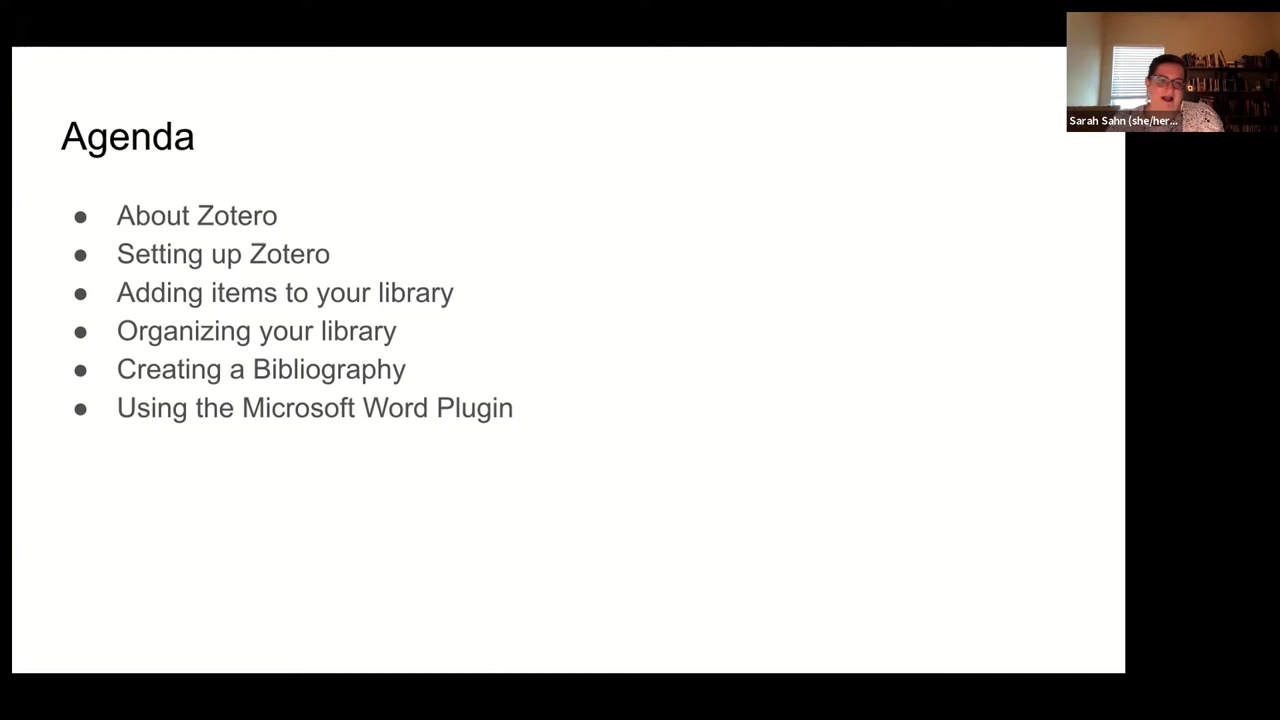 Agenda
● About Zotero
● Setting up Zotero
● Adding items to your library
● Organizing your library
● Creating a Bibliography
● Using the Microsoft Word Plugin
Sarah Sahn (she/her...